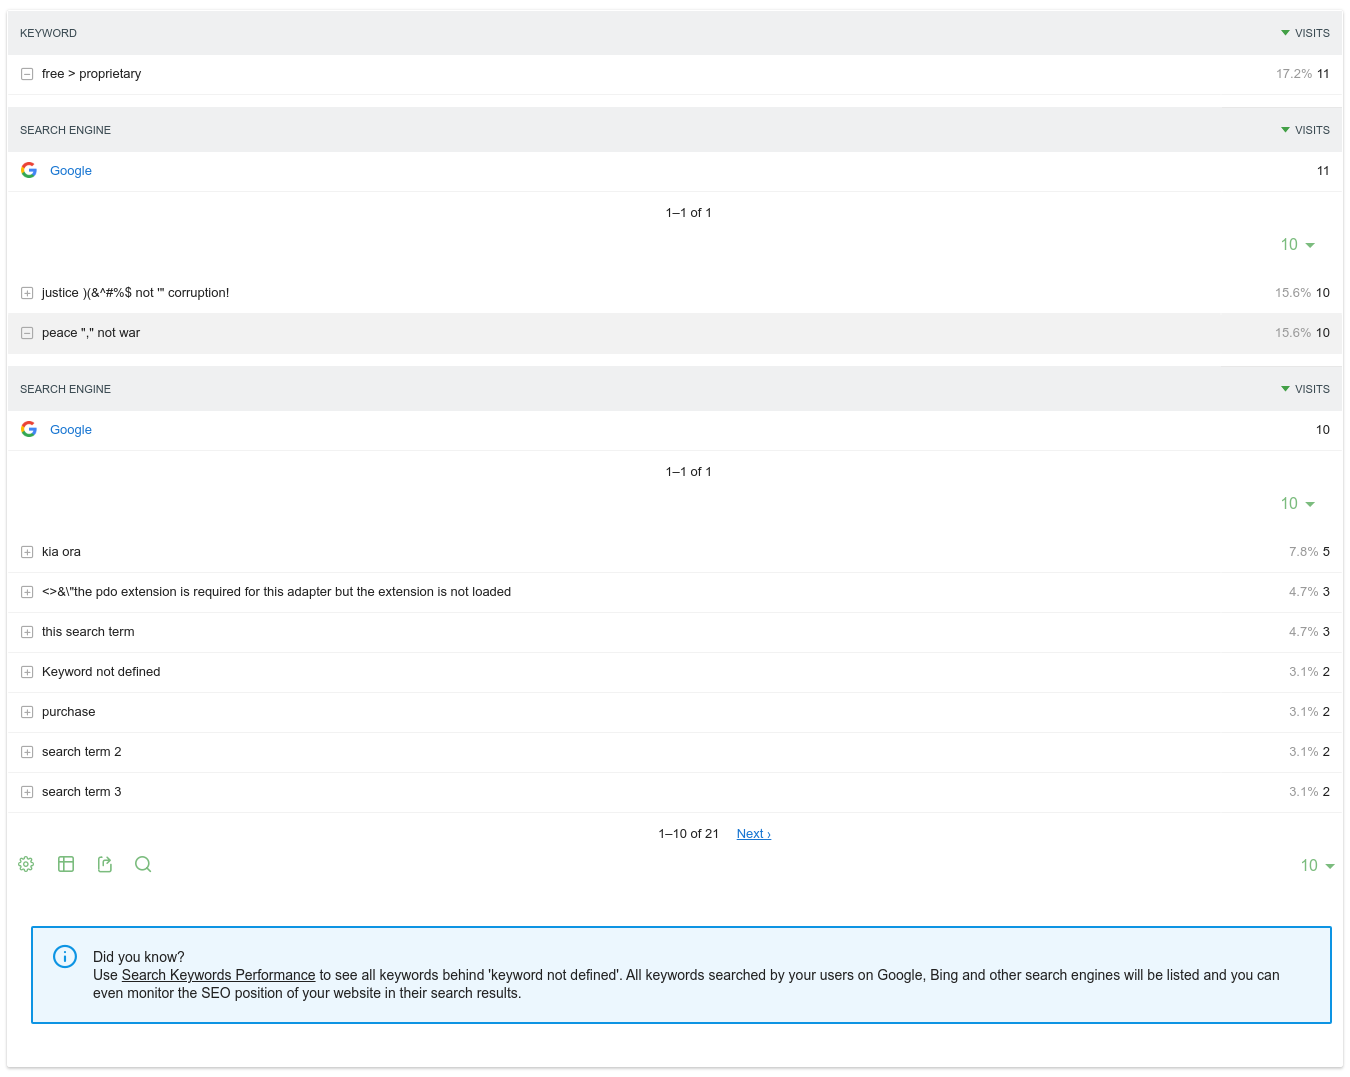 KEYWORD VISITS
free > proprietary 17.2% 11
SEARCH ENGINE VISITS
Google 11
1–1 of 1
10
justice )(&^#%$ not '" corruption! 15.6% 10
peace "," not war 15.6% 10
SEARCH ENGINE VISITS
Google 10
1–1 of 1
10
kia ora 7.8% 5
<>&\"the pdo extension is required for this adapter but the extension is not loaded 4.7% 3
this search term 4.7% 3
Keyword not defined 3.1% 2
purchase 3.1% 2
search term 2 3.1% 2
search term 3 3.1% 2
1–10 of 21 Next ›
10
Did you know?
Use Search Keywords Performance to see all keywords behind 'keyword not defined'. All keywords searched by your users on Google, Bing and other search engines will be listed and you can
even monitor the SEO position of your website in their search results.